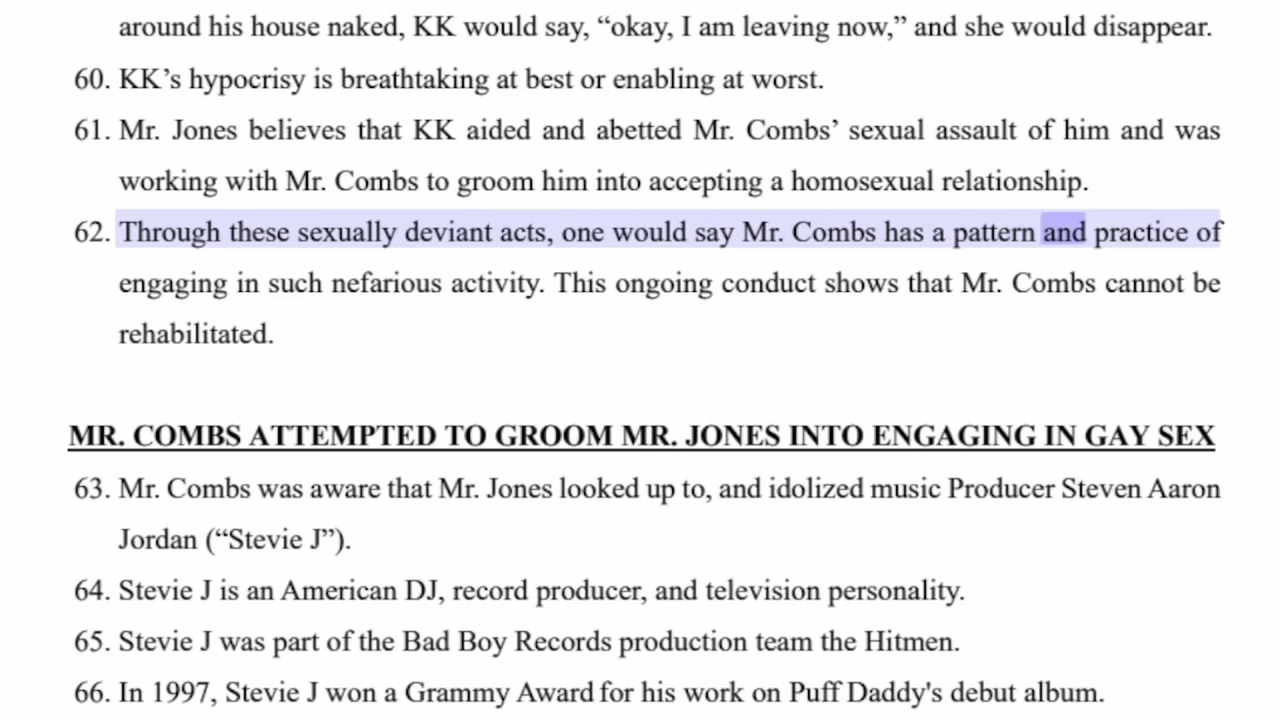 around his house naked, KK would say, “okay, I am leaving now,” and she would disappear.
60. KK’s hypocrisy is breathtaking at best or enabling at worst.
61. Mr. Jones believes that KK aided and abetted Mr. Combs’ sexual assault of him and was
working with Mr. Combs to groom him into accepting a homosexual relationship.
62. Through these sexually deviant acts, one would say Mr. Combs has a pattern and practice of
engaging in such nefarious activity. This ongoing conduct shows that Mr. Combs cannot be
rehabilitated.
MR. COMBS ATTEMPTED TO GROOM MR. JONES INTO ENGAGING IN GAY SEX
63. Mr. Combs was aware that Mr. Jones looked up to, and idolized music Producer Steven Aaron
Jordan (“Stevie J”).
64. Stevie J is an American DJ, record producer, and television personality.
65. Stevie J was part of the Bad Boy Records production team the Hitmen.
66. In 1997, Stevie J won a Grammy Award for his work on Puff Daddy's debut album.